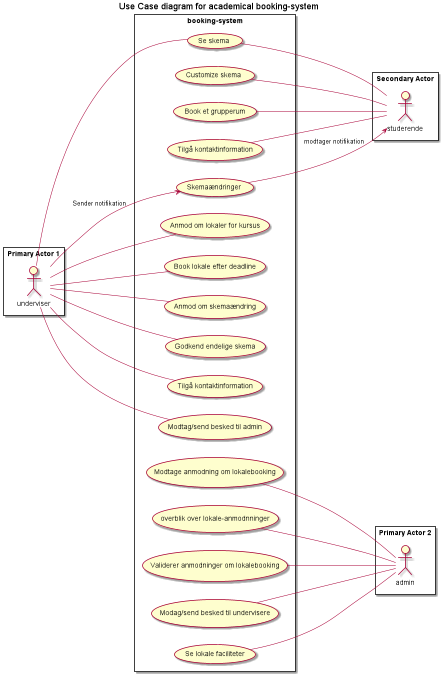 Use Case diagram for academical booking-system
booking-system
Se skema
Customize skema
Secondary Actor
studerende
Book et grupperum
modtager notifikation
Tilgå kontaktinformation
Skemaændringer
Sender notifikation
Anmod om lokaler for kursus
Primary Actor 1
underviser
Book lokale efter deadline
Anmod om skemaændring
Godkend endelige skema
Tilgå kontaktinformation
Modtag/send besked til admin
Modtage anmodning om lokalebooking
overblik over lokale-anmodnninger
Primary Actor 2
admin
Validerer anmodninger om lokalebooking
Modag/send besked til undervisere
Se lokale faciliteter